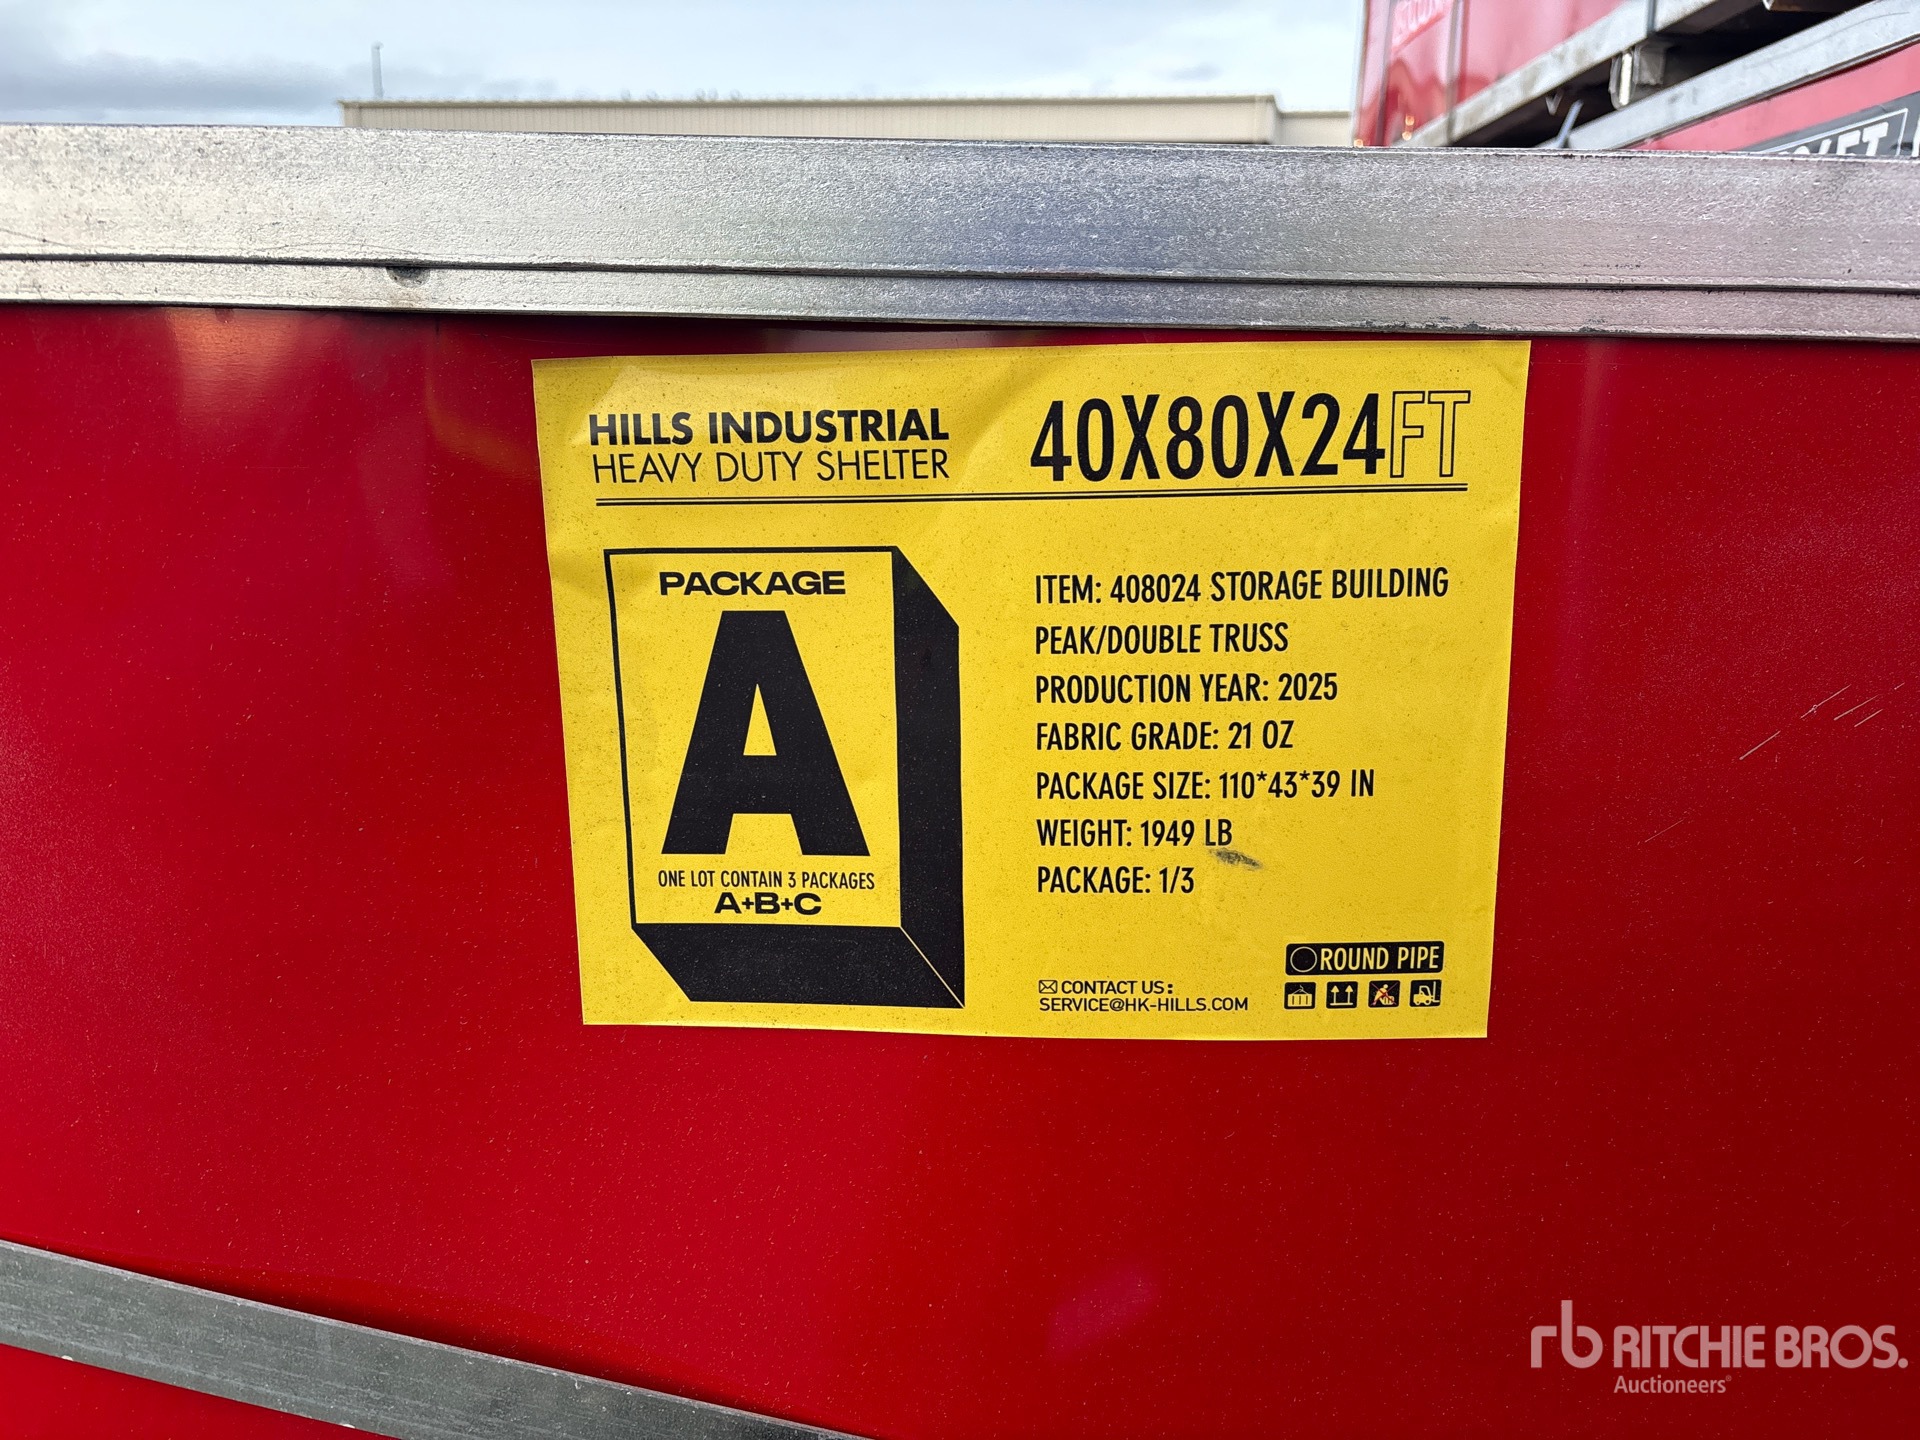 HILLS INDUSTRIAL
HEAVY DUTY SHELTER
40X80X24FT
PACKAGE
A
ONE LOT CONTAIN 3 PACKAGES
A+B+C
ITEM: 408024 STORAGE BUILDING
PEAK/DOUBLE TRUSS
PRODUCTION YEAR: 2025
FABRIC GRADE: 21 OZ
PACKAGE SIZE: 110*43*39 IN
WEIGHT: 1949 LB
PACKAGE: 1/3
CONTACT US:
SERVICE@HK-HILLS.COM
ROUND PIPE
rb RITCHIE BROS.
Auctioneers